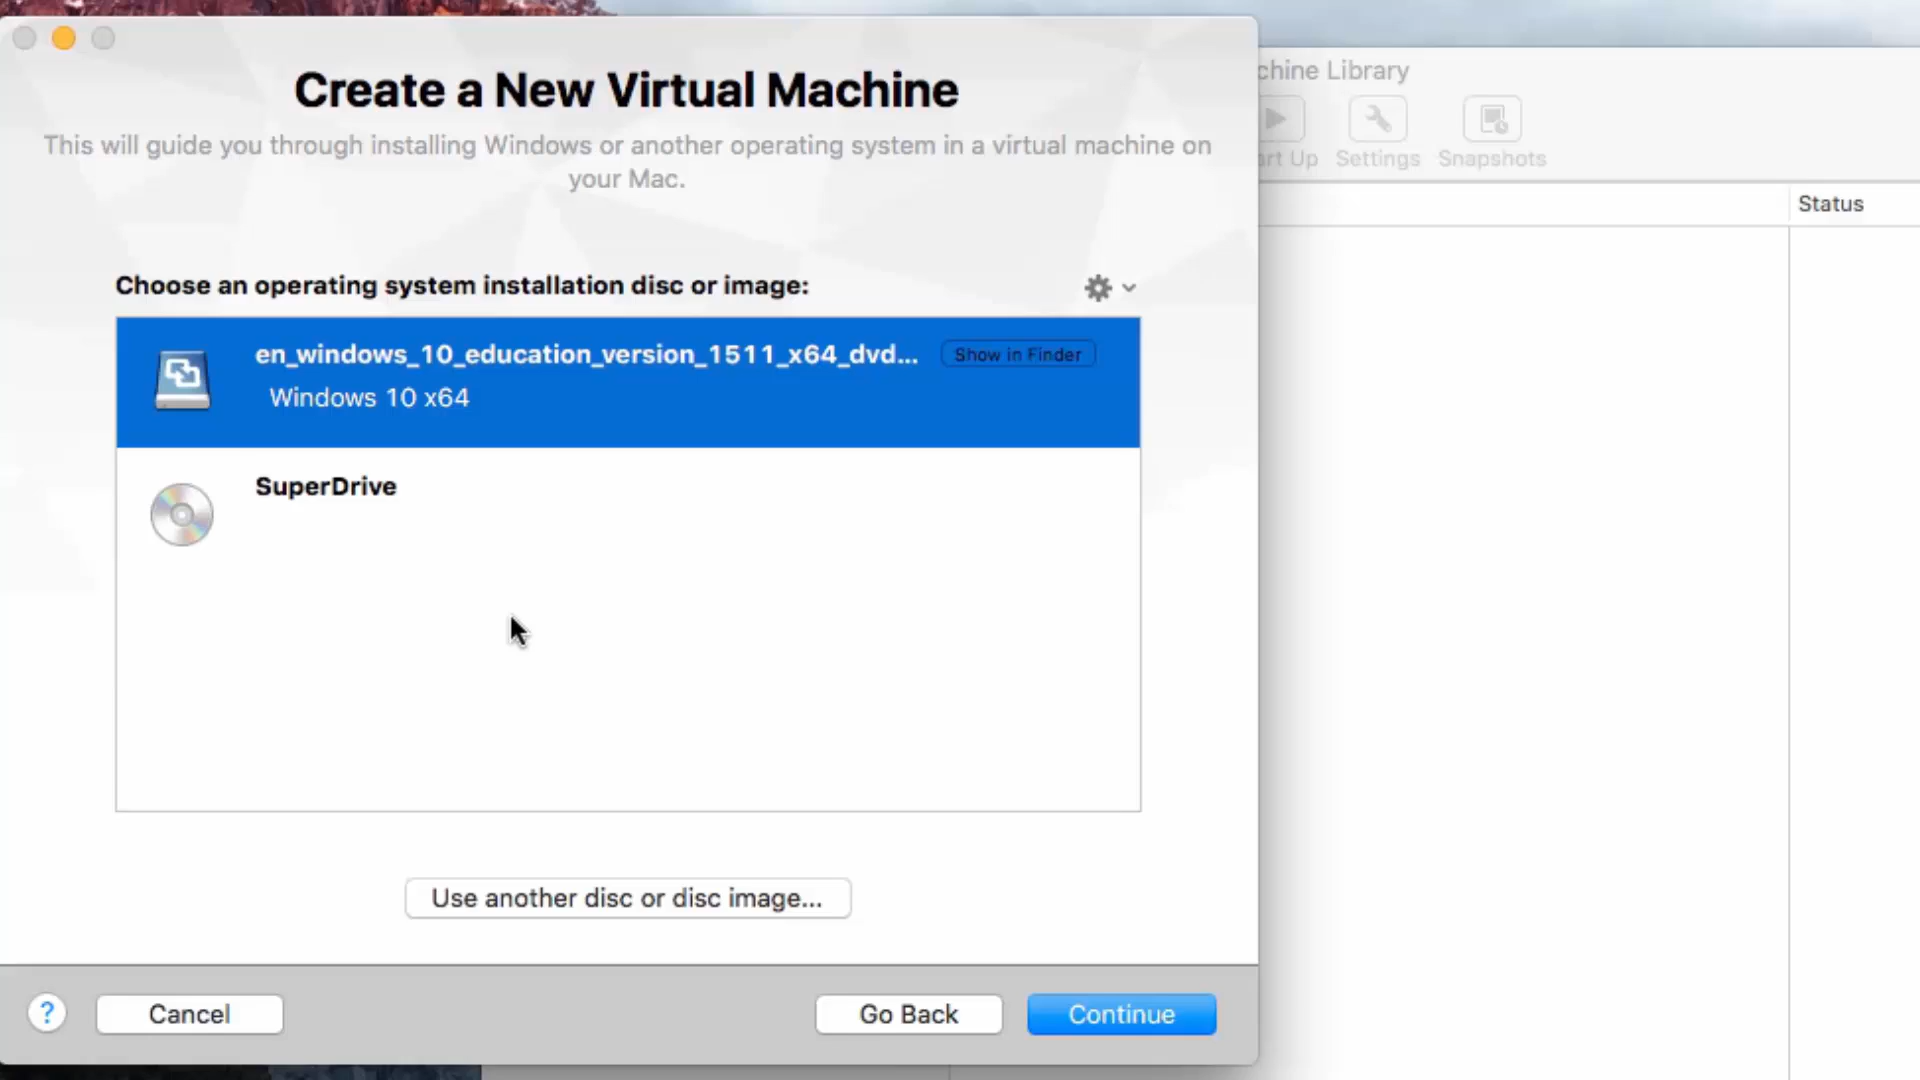 Create a New Virtual Machine
This will guide you through installing Windows or another operating system in a virtual machine on
your Mac.
Choose an operating system installation disc or image:
en_windows_10_education_version_1511_x64_dvd...
Show in Finder
Windows 10 x64
SuperDrive
Use another disc or disc image...
?
Cancel
Go Back
Continue
chine Library
art Up
Settings
Snapshots
Status